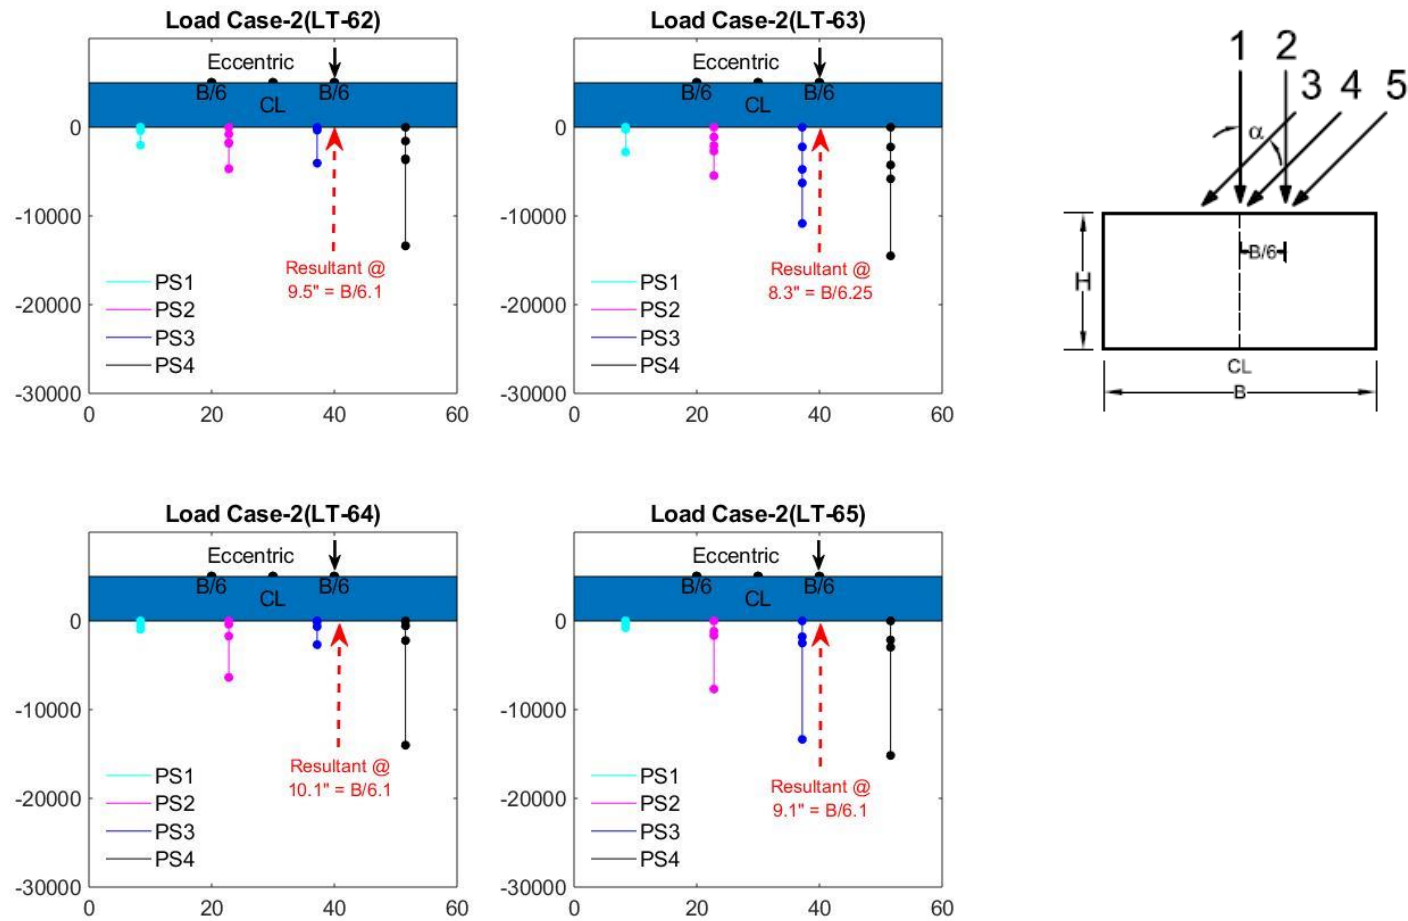 Load Case-2(LT-62)
Eccentric
B/6
CL
B/6
0
-10000
-20000
-30000
Resultant @
9.5" = B/6.1
PS1
PS2
PS3
PS4
0
20
40
60
Load Case-2(LT-63)
Eccentric
B/6
CL
B/6
0
-10000
-20000
-30000
Resultant @
8.3" = B/6.25
PS1
PS2
PS3
PS4
0
20
40
60
1 2
3 4 5
α
B/6
H
CL
B
Load Case-2(LT-64)
Eccentric
B/6
CL
B/6
0
-10000
-20000
-30000
Resultant @
10.1" = B/6.1
PS1
PS2
PS3
PS4
0
20
40
60
Load Case-2(LT-65)
Eccentric
B/6
CL
B/6
0
-10000
-20000
-30000
Resultant @
9.1" = B/6.1
PS1
PS2
PS3
PS4
0
20
40
60